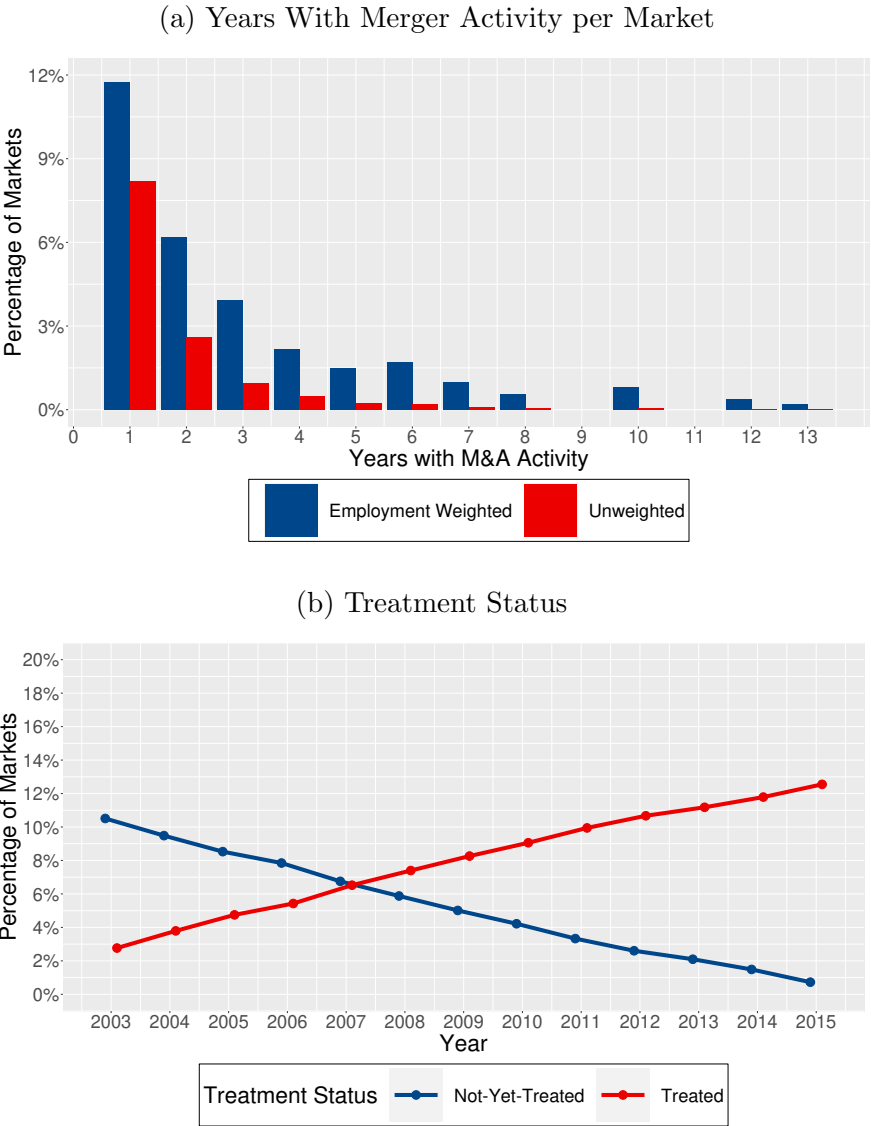 (a) Years With Merger Activity per Market
Percentage of Markets
12%
9%
6%
3%
0%
0 1 2 3 4 5 6 7 8 9 10 11 12 13
Years with M&A Activity
Employment Weighted Unweighted
(b) Treatment Status
Percentage of Markets
20%
18%
16%
14%
12%
10%
8%
6%
4%
2%
0%
2003 2004 2005 2006 2007 2008 2009 2010 2011 2012 2013 2014 2015
Year
Treatment Status Not-Yet-Treated Treated